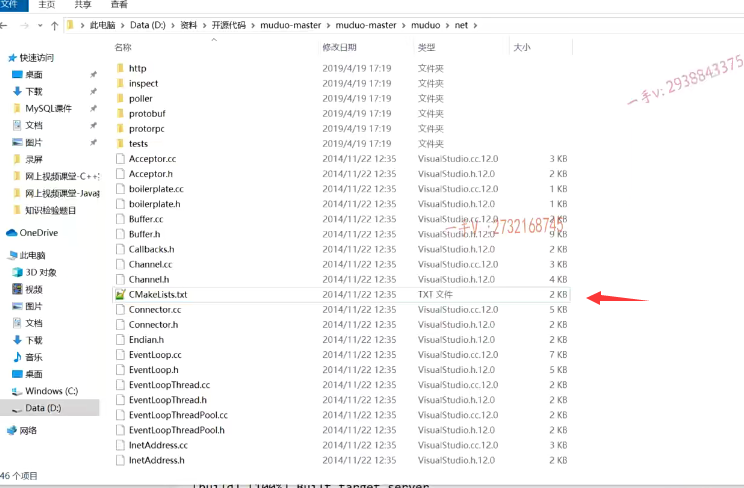 文件 主页 共享 查看
此电脑 › Data (D:) › 资料 › 开源代码 › muduo-master › muduo-master › muduo › net ›
名称 修改日期 类型 大小
快速访问
桌面
下载
MySQL课件
文档
图片
录屏
网上视频课堂-C++
网上视频课堂-Java
知识检验题目
OneDrive
此电脑
3D 对象
视频
图片
文档
下载
音乐
桌面
Windows (C:)
Data (D:)
网络
http 2019/4/19 17:19 文件夹
inspect 2019/4/19 17:19 文件夹
poller 2019/4/19 17:19 文件夹
protobuf 2019/4/19 17:19 文件夹
protorpc 2019/4/19 17:19 文件夹
tests 2019/4/19 17:19 文件夹
Acceptor.cc 2014/11/22 12:35 VisualStudio.cc.12.0 3 KB
Acceptor.h 2014/11/22 12:35 VisualStudio.h.12.0 2 KB
boilerplate.cc 2014/11/22 12:35 VisualStudio.cc.12.0 1 KB
boilerplate.h 2014/11/22 12:35 VisualStudio.h.12.0 1 KB
Buffer.cc 2014/11/22 12:35 VisualStudio.cc.12.0 2 KB
Buffer.h 2014/11/22 12:35 VisualStudio.h.12.0 9 KB
Callbacks.h 2014/11/22 12:35 VisualStudio.h.12.0 2 KB
Channel.cc 2014/11/22 12:35 VisualStudio.cc.12.0 3 KB
Channel.h 2014/11/22 12:35 VisualStudio.h.12.0 4 KB
CMakeLists.txt 2014/11/22 12:35 TXT 文件 2 KB
Connector.cc 2014/11/22 12:35 VisualStudio.cc.12.0 5 KB
Connector.h 2014/11/22 12:35 VisualStudio.h.12.0 2 KB
Endian.h 2014/11/22 12:35 VisualStudio.h.12.0 2 KB
EventLoop.cc 2014/11/22 12:35 VisualStudio.cc.12.0 7 KB
EventLoop.h 2014/11/22 12:35 VisualStudio.h.12.0 5 KB
EventLoopThread.cc 2014/11/22 12:35 VisualStudio.cc.12.0 2 KB
EventLoopThread.h 2014/11/22 12:35 VisualStudio.h.12.0 2 KB
EventLoopThreadPool.cc 2014/11/22 12:35 VisualStudio.cc.12.0 2 KB
EventLoopThreadPool.h 2014/11/22 12:35 VisualStudio.h.12.0 2 KB
InetAddress.cc 2014/11/22 12:35 VisualStudio.cc.12.0 3 KB
InetAddress.h 2014/11/22 12:35 VisualStudio.h.12.0 2 KB
一手v:2938843375
一手V:2732168745
46 个项目
[build] [100%] Built target server